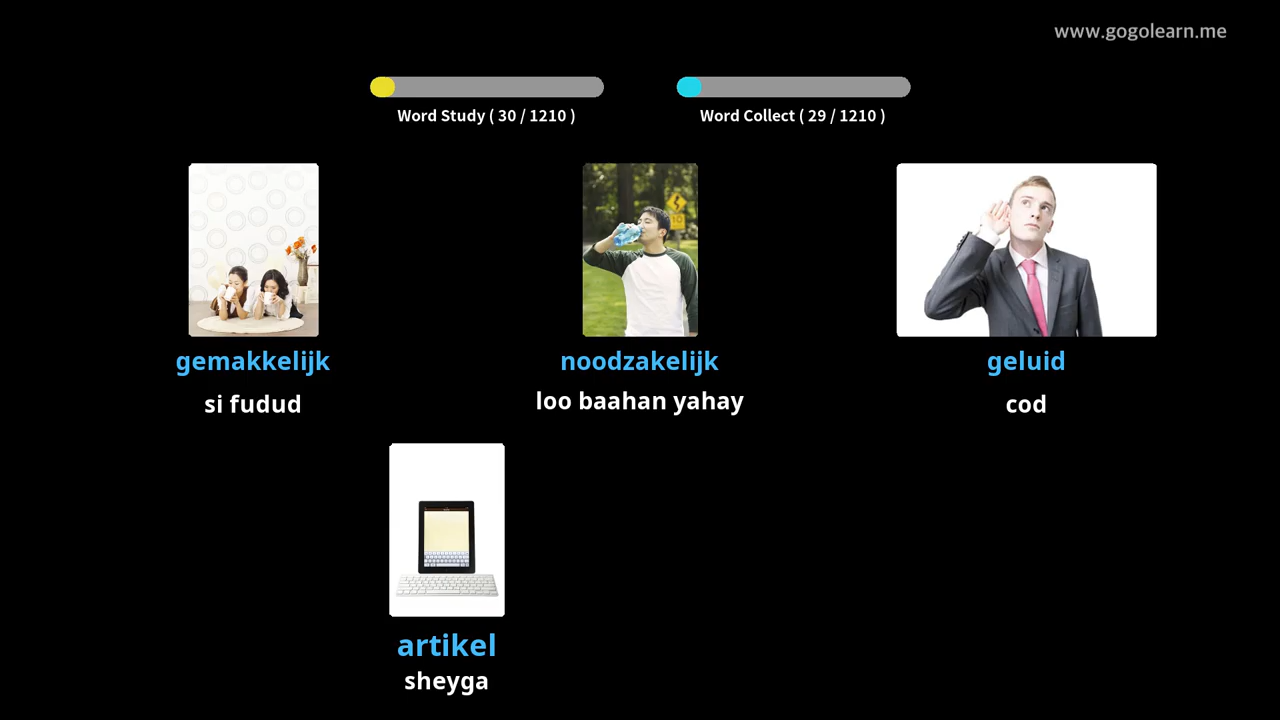 www.gogolearn.me
Word Study ( 30 / 1210 )
Word Collect ( 29 / 1210 )
gemakkelijk
si fudud
noodzakelijk
loo baahan yahay
geluid
cod
artikel
sheyga